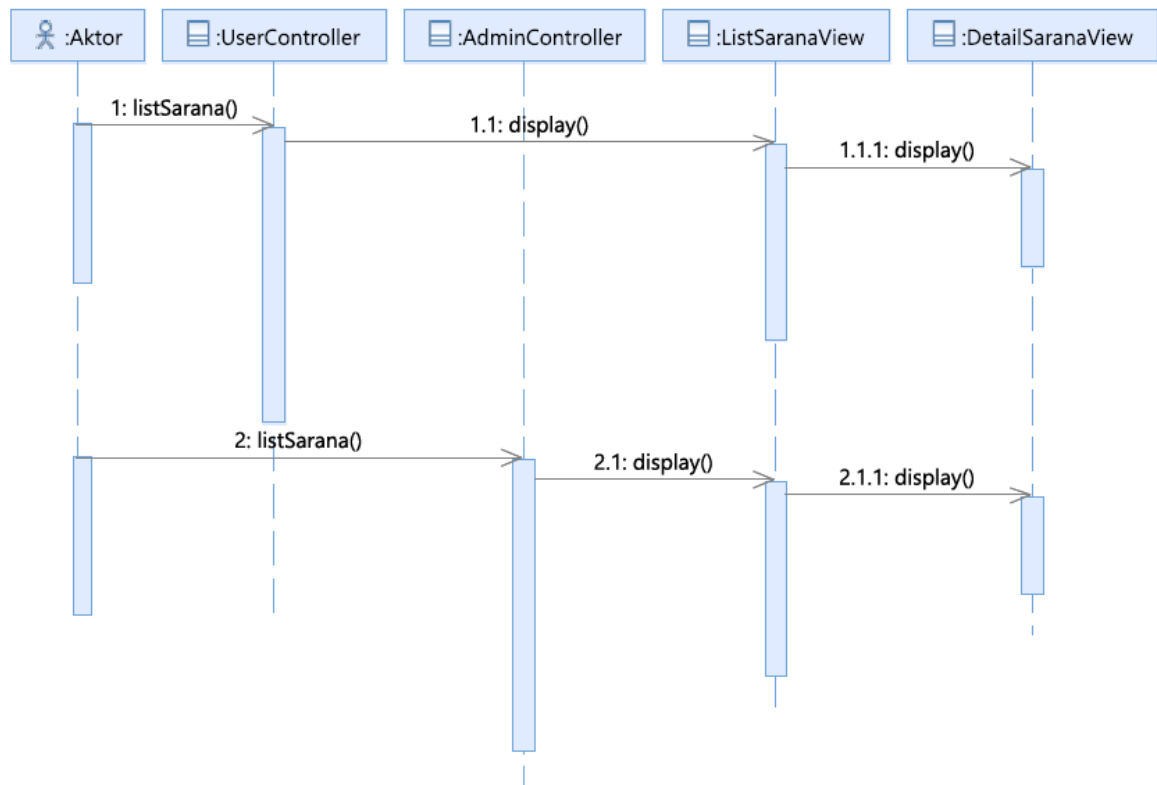 :Aktor
:UserController
:AdminController
:ListSaranaView
:DetailSaranaView
1: listSarana()
1.1: display()
1.1.1: display()
2: listSarana()
2.1: display()
2.1.1: display()